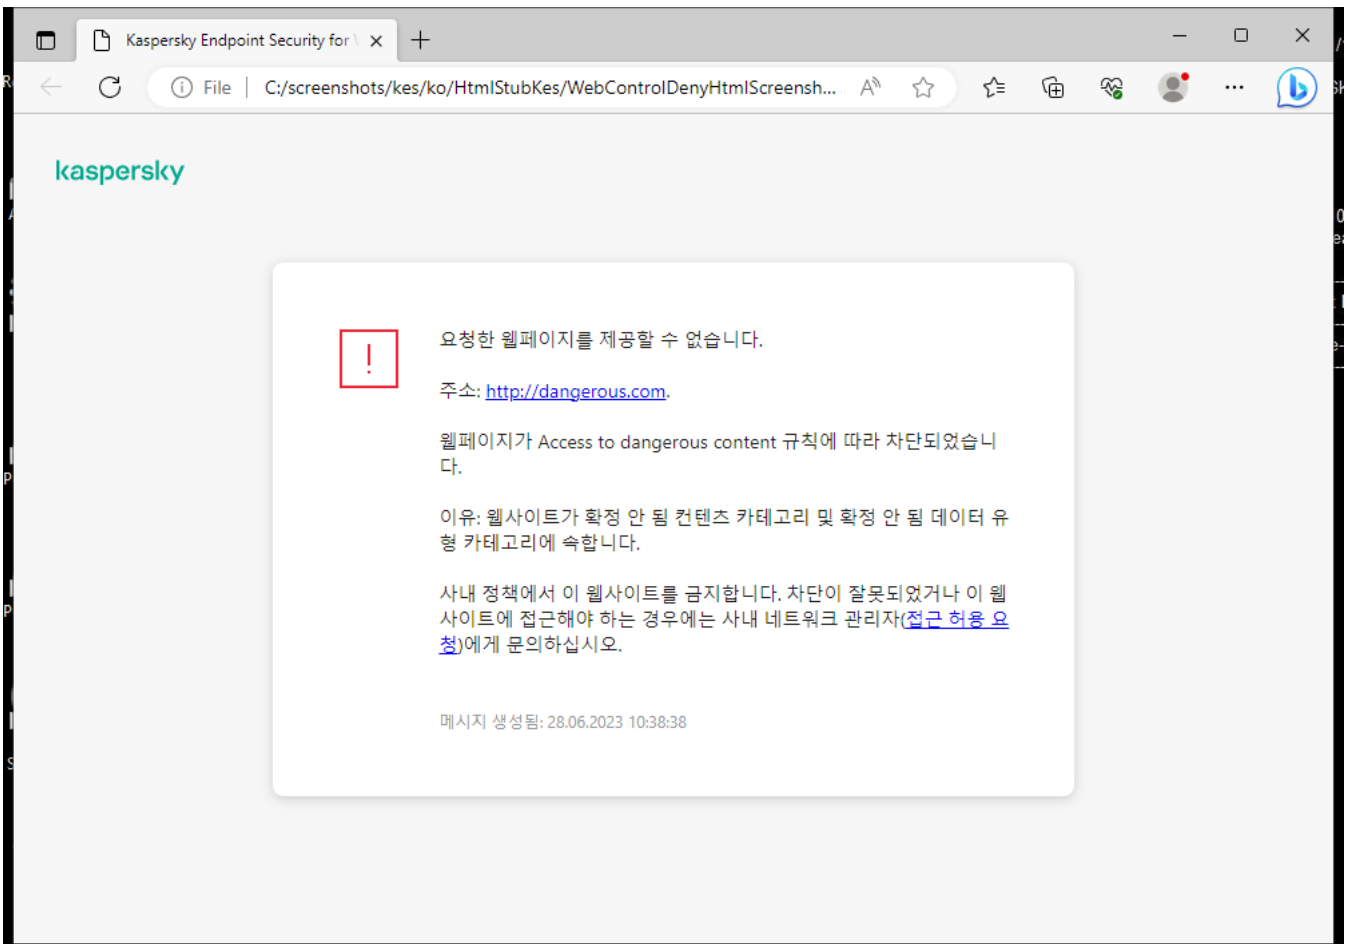 Kaspersky Endpoint Security for
File
C:/screenshots/kes/ko/HtmlStubKes/WebControlDenyHtmlScreensh...
kaspersky
요청한 웹페이지를 제공할 수 없습니다.
주소: http://dangerous.com.
웹페이지가 Access to dangerous content 규칙에 따라 차단되었습니
다.
이유: 웹사이트가 확정 안 됨 컨텐츠 카테고리 및 확정 안 됨 데이터 유
형 카테고리에 속합니다.
사내 정책에서 이 웹사이트를 금지합니다. 차단이 잘못되었거나 이 웹
사이트에 접근해야 하는 경우에는 사내 네트워크 관리자(접근 허용 요
청)에게 문의하십시오.
메시지 생성됨: 28.06.2023 10:38:38